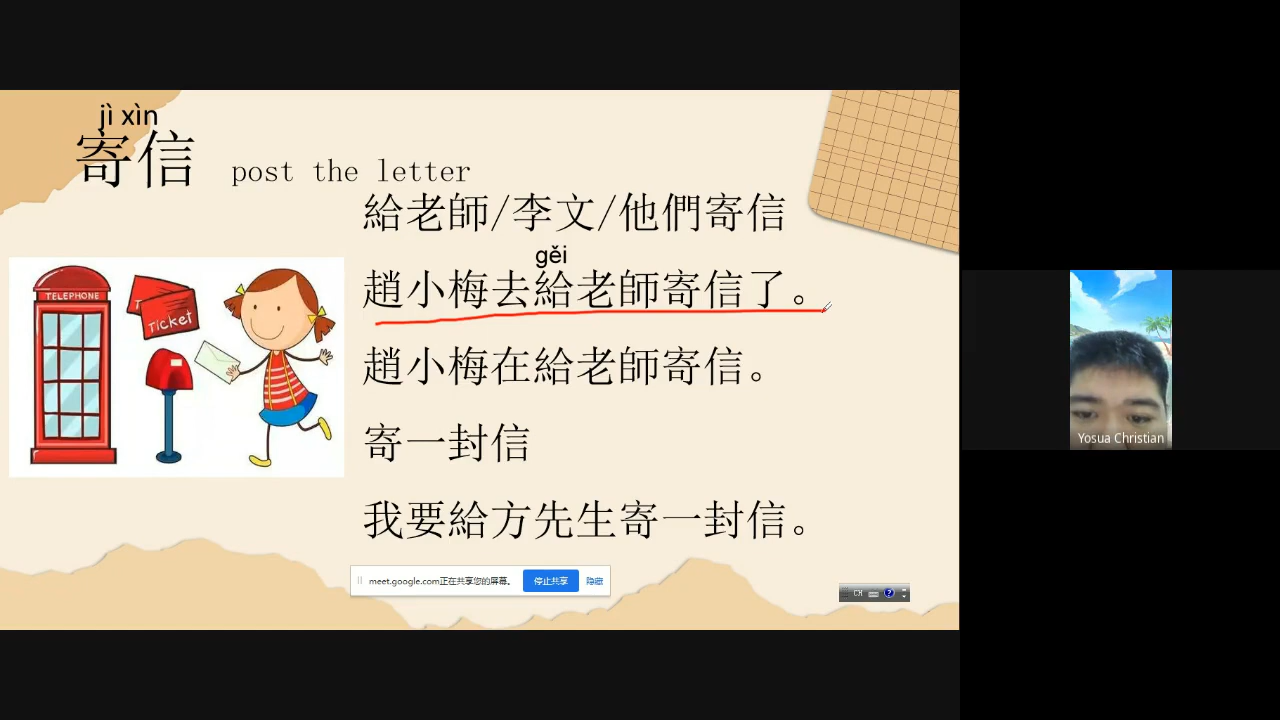 jì xìn
寄信 post the letter
給老師/李文/他們寄信
gěi
趙小梅去給老師寄信了。
趙小梅在給老師寄信。
寄一封信
我要給方先生寄一封信。
TELEPHONE
Ticket
meet.google.com正在共享您的屏幕。 停止共享 隐藏
CH
Yosua Christian